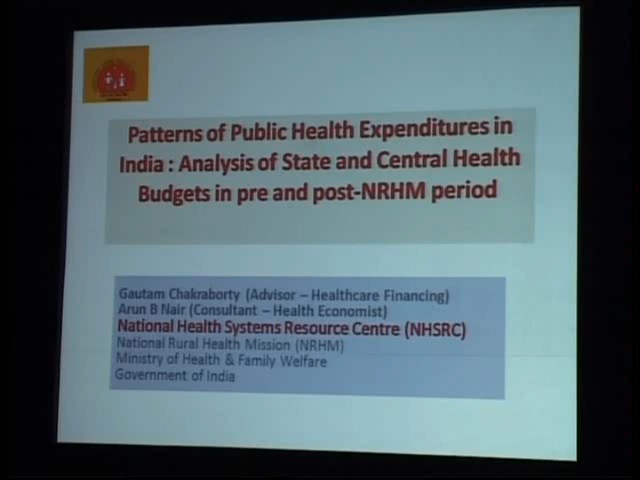 Patterns of Public Health Expenditures in
India : Analysis of State and Central Health
Budgets in pre and post-NRHM period
Gautam Chakraborty (Advisor – Healthcare Financing)
Arun B Nair (Consultant – Health Economist)
National Health Systems Resource Centre (NHSRC)
National Rural Health Mission (NRHM)
Ministry of Health & Family Welfare
Government of India